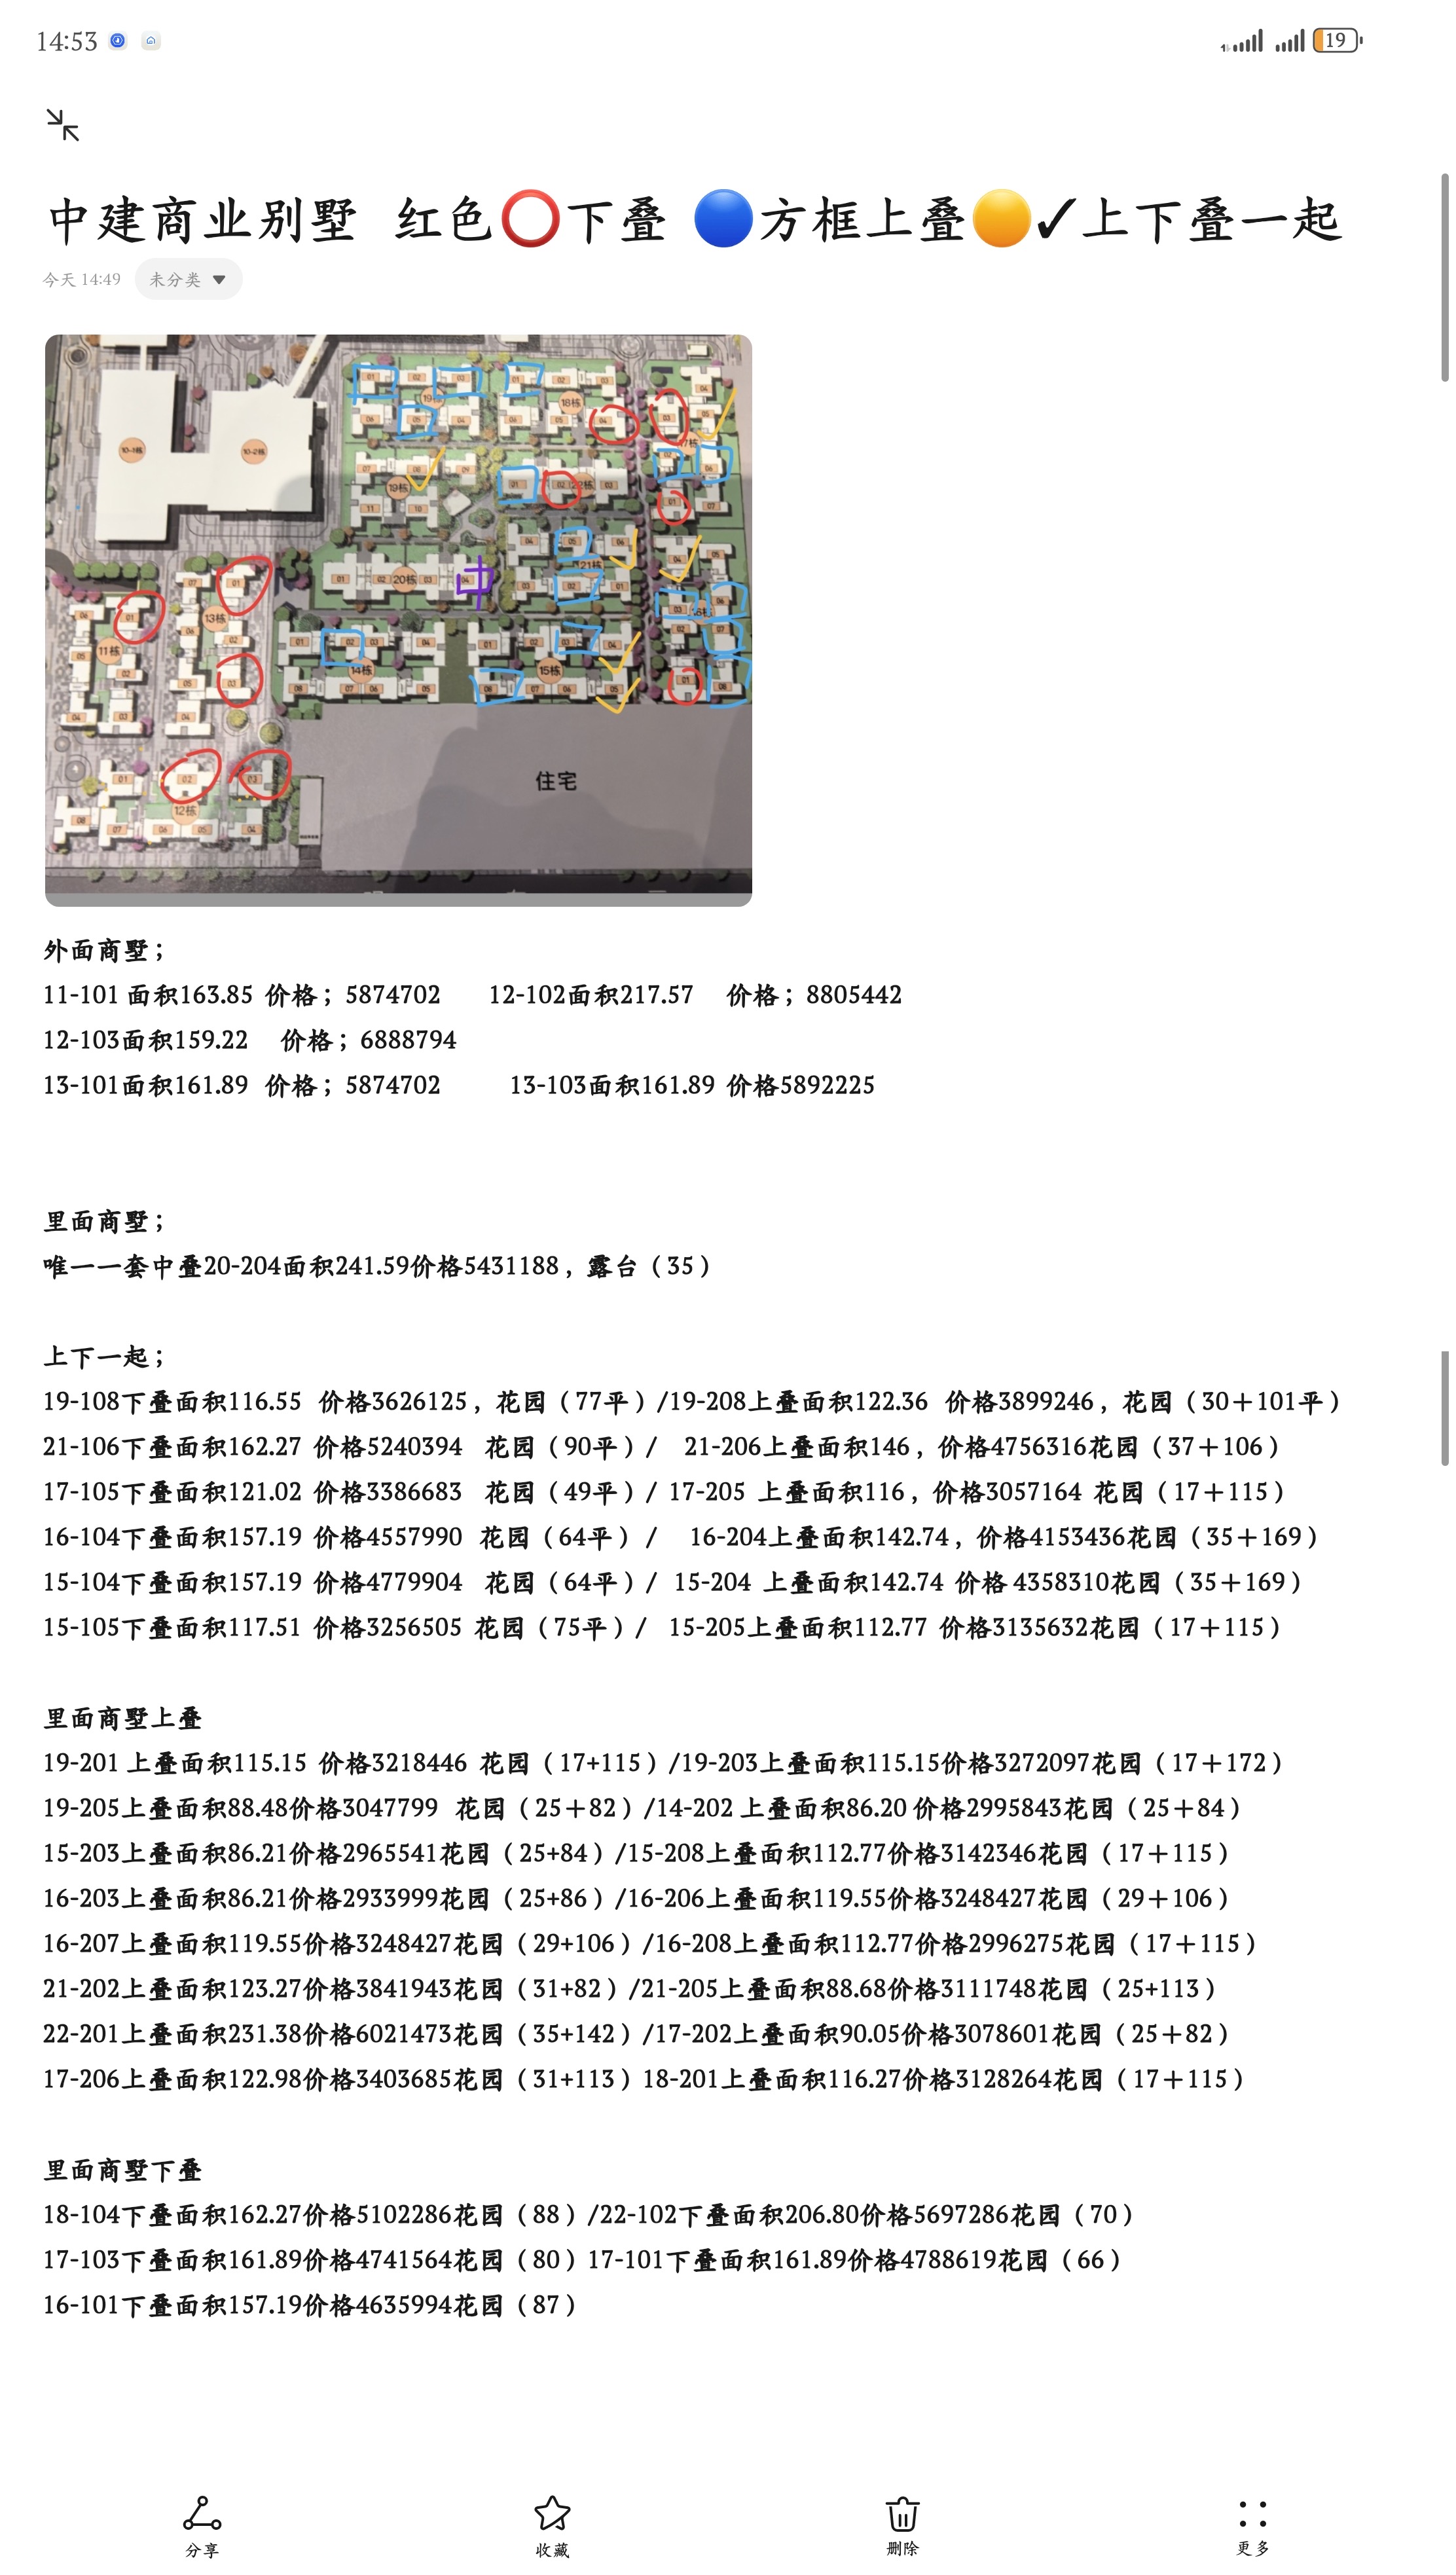 14:53
19
中建商业别墅 红色⭕下叠 🔵方框上叠🟡✓上下叠一起
今天 14:49 未分类
10-1栋
10-2栋
19栋
18栋
17栋
19栋
22栋
21栋
20栋
中
13栋
11栋
16栋
14栋
15栋
12栋
住宅
外面商墅；
11-101 面积163.85 价格；5874702 12-102面积217.57 价格；8805442
12-103面积159.22 价格；6888794
13-101面积161.89 价格；5874702 13-103面积161.89 价格5892225
里面商墅；
唯一一套中叠20-204面积241.59价格5431188，露台（35）
上下一起；
19-108下叠面积116.55 价格3626125，花园（77平）/19-208上叠面积122.36 价格3899246，花园（30＋101平）
21-106下叠面积162.27 价格5240394 花园（90平）/ 21-206上叠面积146，价格4756316花园（37＋106）
17-105下叠面积121.02 价格3386683 花园（49平）/ 17-205 上叠面积116，价格3057164 花园（17＋115）
16-104下叠面积157.19 价格4557990 花园（64平）/ 16-204上叠面积142.74，价格4153436花园（35＋169）
15-104下叠面积157.19 价格4779904 花园（64平）/ 15-204 上叠面积142.74 价格 4358310花园（35＋169）
15-105下叠面积117.51 价格3256505 花园（75平）/ 15-205上叠面积112.77 价格3135632花园（17＋115）
里面商墅上叠
19-201 上叠面积115.15 价格3218446 花园（17+115）/19-203上叠面积115.15价格3272097花园（17＋172）
19-205上叠面积88.48价格3047799 花园（25＋82）/14-202 上叠面积86.20 价格2995843花园（25＋84）
15-203上叠面积86.21价格2965541花园（25+84）/15-208上叠面积112.77价格3142346花园（17＋115）
16-203上叠面积86.21价格2933999花园（25+86）/16-206上叠面积119.55价格3248427花园（29＋106）
16-207上叠面积119.55价格3248427花园（29+106）/16-208上叠面积112.77价格2996275花园（17＋115）
21-202上叠面积123.27价格3841943花园（31+82）/21-205上叠面积88.68价格3111748花园（25+113）
22-201上叠面积231.38价格6021473花园（35+142）/17-202上叠面积90.05价格3078601花园（25＋82）
17-206上叠面积122.98价格3403685花园（31+113）18-201上叠面积116.27价格3128264花园（17＋115）
里面商墅下叠
18-104下叠面积162.27价格5102286花园（88）/22-102下叠面积206.80价格5697286花园（70）
17-103下叠面积161.89价格4741564花园（80）17-101下叠面积161.89价格4788619花园（66）
16-101下叠面积157.19价格4635994花园（87）
分享 收藏 删除 更多